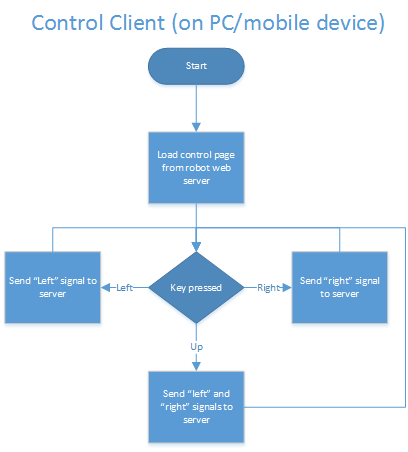 Control Client (on PC/mobile device)
Start
Load control page
from robot web
server
Send “Left” signal to
server
Left
Key pressed
Right
Send “right” signal
to server
Up
Send “left” and
“right” signals to
server